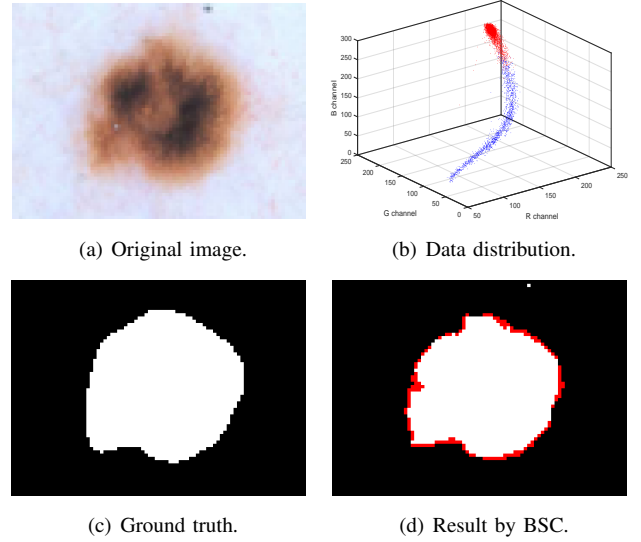 300
250
200
150
100
50
0
B channel
250
200
150
100
50
0
G channel
50
100
150
200
250
R channel
(a) Original image.
(b) Data distribution.
(c) Ground truth.
(d) Result by BSC.